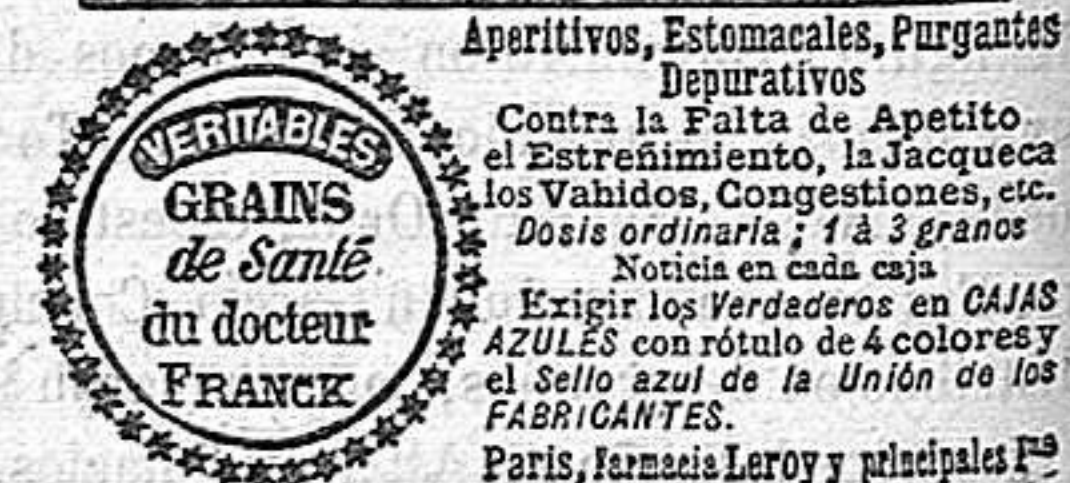 VERITABLES
GRAINS
de Santé
du docteur
FRANCK
Aperitivos, Estomacales, Purgantes
Depurativos
Contra la Falta de Apetito
el Estreñimiento, la Jacqueca
los Vahidos, Congestiones, etc.
Dosis ordinaria ; 1 à 3 granos
Noticia en cada caja
Exigir los Verdaderos en CAJAS
AZULES con rótulo de 4 colores y
el Sello azul de la Unión de los
FABRICANTES.
Paris, Farmacia Leroy y principales Fas